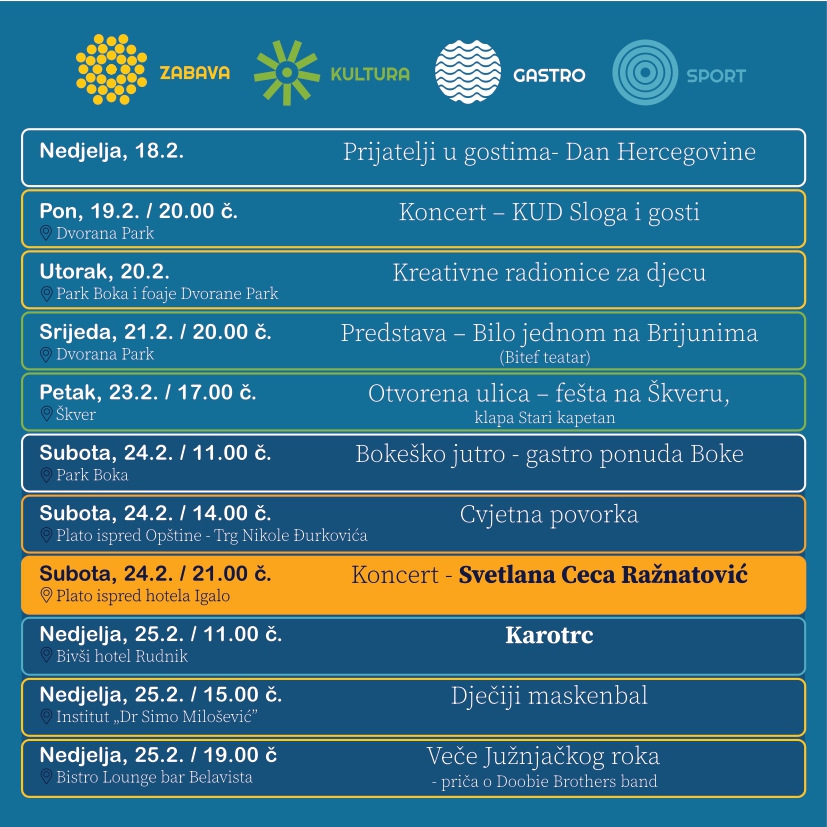 ZABAVA
KULTURA
GASTRO
SPORT
Nedjelja, 18.2.
Prijatelji u gostima- Dan Hercegovine
Pon, 19.2. / 20.00 č.
Dvorana Park
Koncert – KUD Sloga i gosti
Utorak, 20.2.
Park Boka i foaje Dvorane Park
Kreativne radionice za djecu
Srijeda, 21.2. / 20.00 č.
Dvorana Park
Predstava – Bilo jednom na Brijunima
(Bitef teatar)
Petak, 23.2. / 17.00 č.
Škver
Otvorena ulica – fešta na Škveru,
klapa Stari kapetan
Subota, 24.2. / 11.00 č.
Park Boka
Bokeško jutro - gastro ponuda Boke
Subota, 24.2. / 14.00 č.
Plato ispred Opštine - Trg Nikole Đurkovića
Cvjetna povorka
Subota, 24.2. / 21.00 č.
Plato ispred hotela Igalo
Koncert - Svetlana Ceca Ražnatović
Nedjelja, 25.2. / 11.00 č.
Bivši hotel Rudnik
Karotrc
Nedjelja, 25.2. / 15.00 č.
Institut „Dr Simo Milošević”
Dječiji maskenbal
Nedjelja, 25.2. / 19.00 č
Bistro Lounge bar Belavista
Veče Južnjačkog roka
- priča o Doobie Brothers band